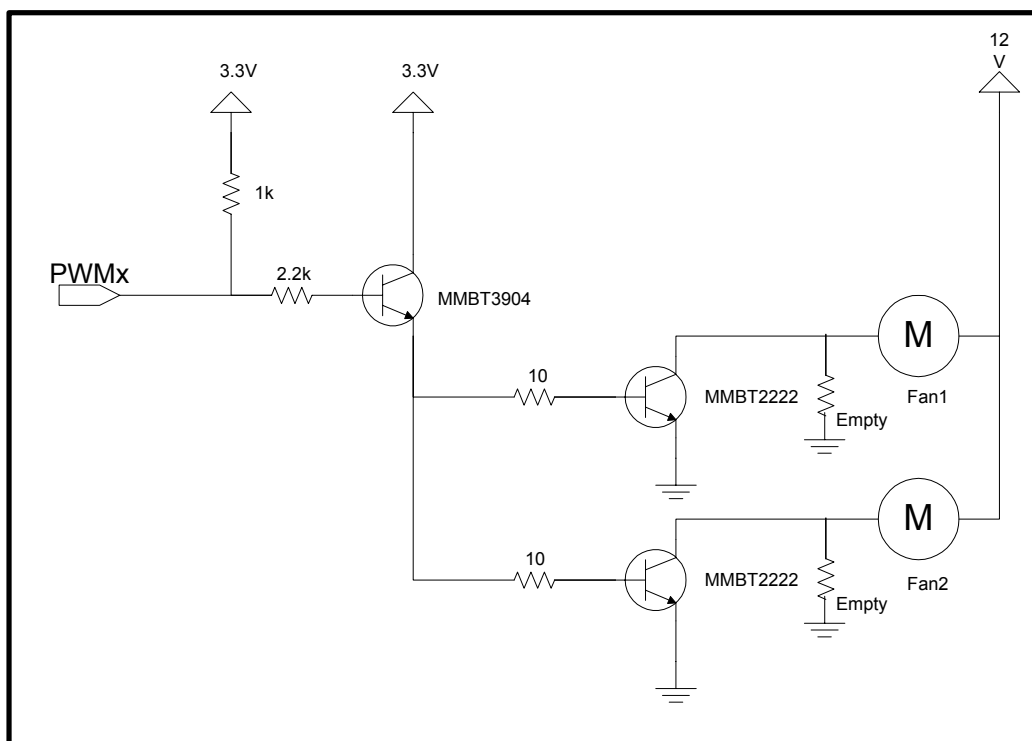 12
V
3.3V
3.3V
1k
PWMx
2.2k
MMBT3904
M
10
MMBT2222
Fan1
Empty
M
10
MMBT2222
Fan2
Empty